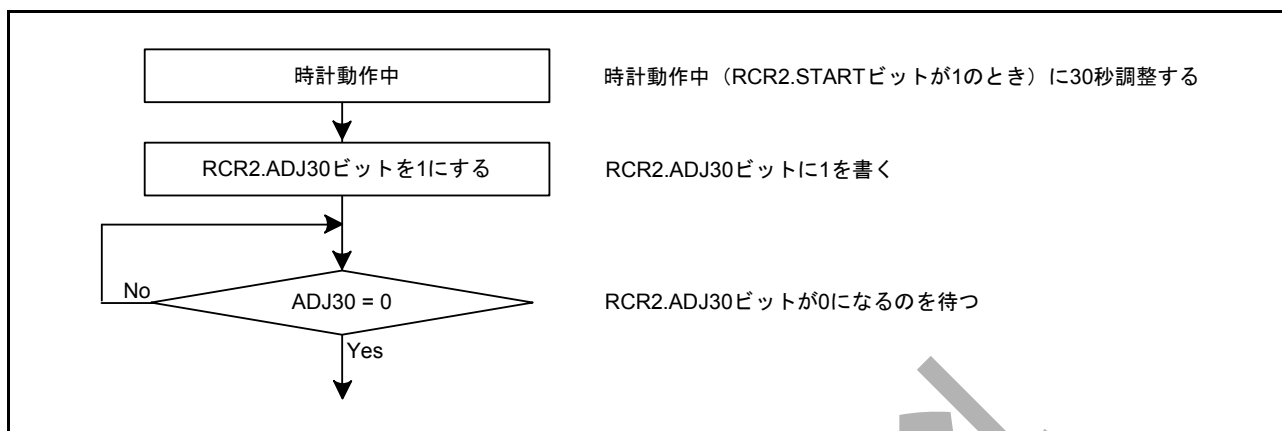 時計動作中
時計動作中（RCR2.STARTビットが1のとき）に30秒調整する
RCR2.ADJ30ビットを1にする
RCR2.ADJ30ビットに1を書く
No
ADJ30 = 0
RCR2.ADJ30ビットが0になるのを待つ
Yes